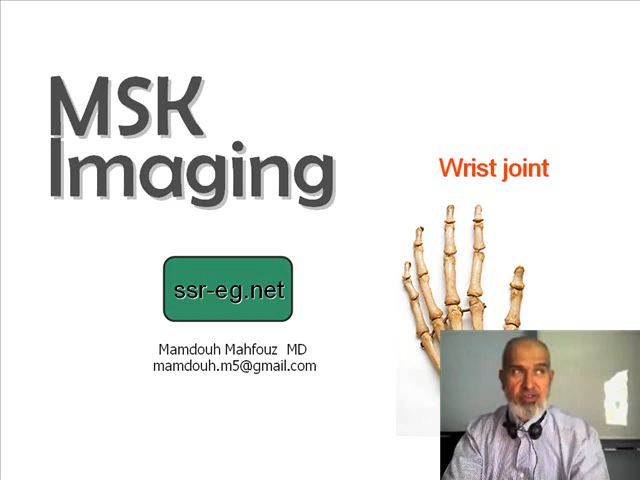 MSK
Imaging
Wrist joint
ssr-eg.net
Mamdouh Mahfouz MD
mamdouh.m5@gmail.com